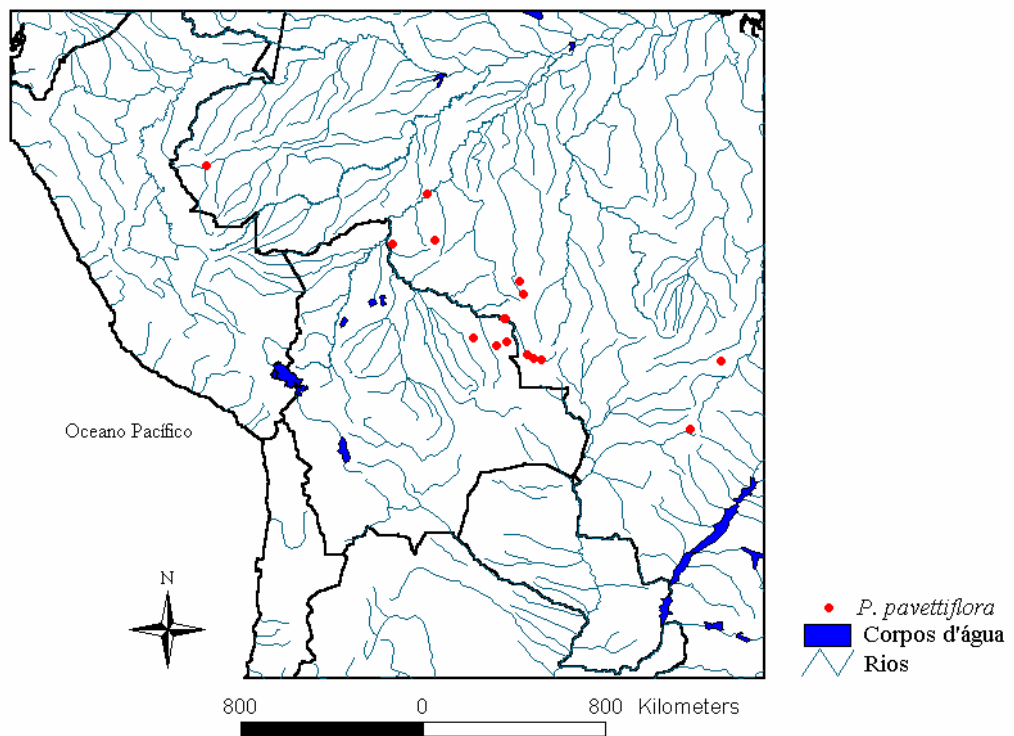 Oceano Pacífico
N
P. pavettiflora
Corpos d'água
Rios
800 0 800 Kilometers